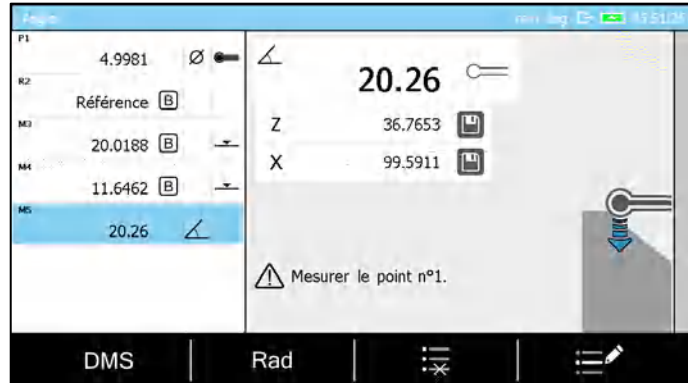 Angle
P1
4.9981 Ø
R2
Référence B
M3
20.0188 B
M4
11.6462 B
M5
20.26
20.26
Z 36.7653
X 99.5911
Mesurer le point n°1.
DMS Rad